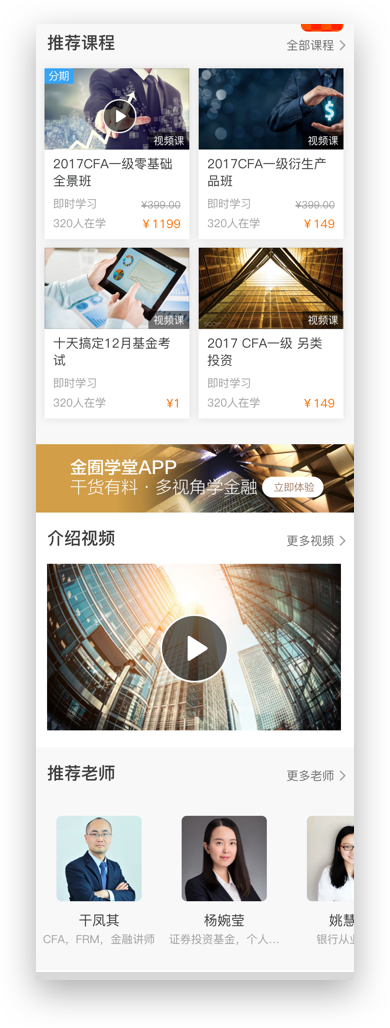 推荐课程
全部课程
分期
视频课
视频课
2017CFA一级零基础
全景班
即时学习
¥399.00
320人在学
¥1199
2017CFA一级衍生产
品班
即时学习
¥399.00
320人在学
¥149
视频课
视频课
十天搞定12月基金考
试
即时学习
320人在学
¥1
2017 CFA一级 另类
投资
即时学习
320人在学
¥149
金囿学堂APP
干货有料·多视角学金融
立即体验
介绍视频
更多视频
推荐老师
更多老师
干凤其
CFA，FRM，金融讲师
杨婉莹
证券投资基金，个人...
姚慧
银行从业